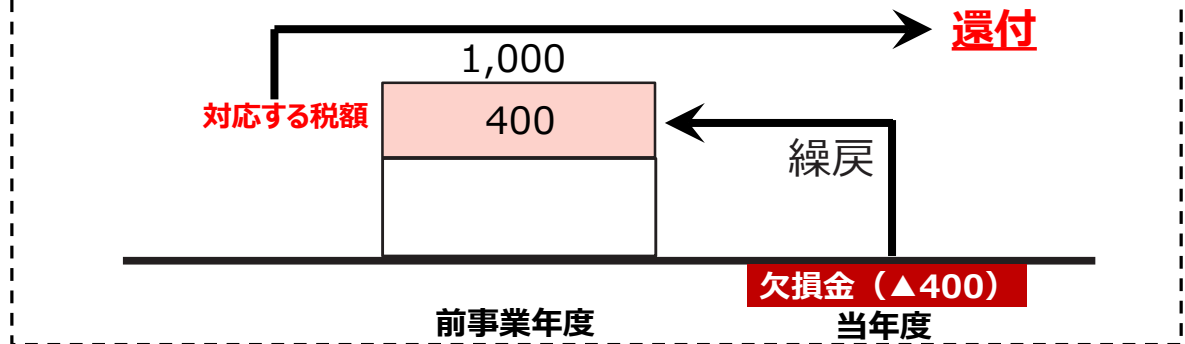 還付
1,000
対応する税額
400
繰戻
欠損金（▲400）
前事業年度
当年度